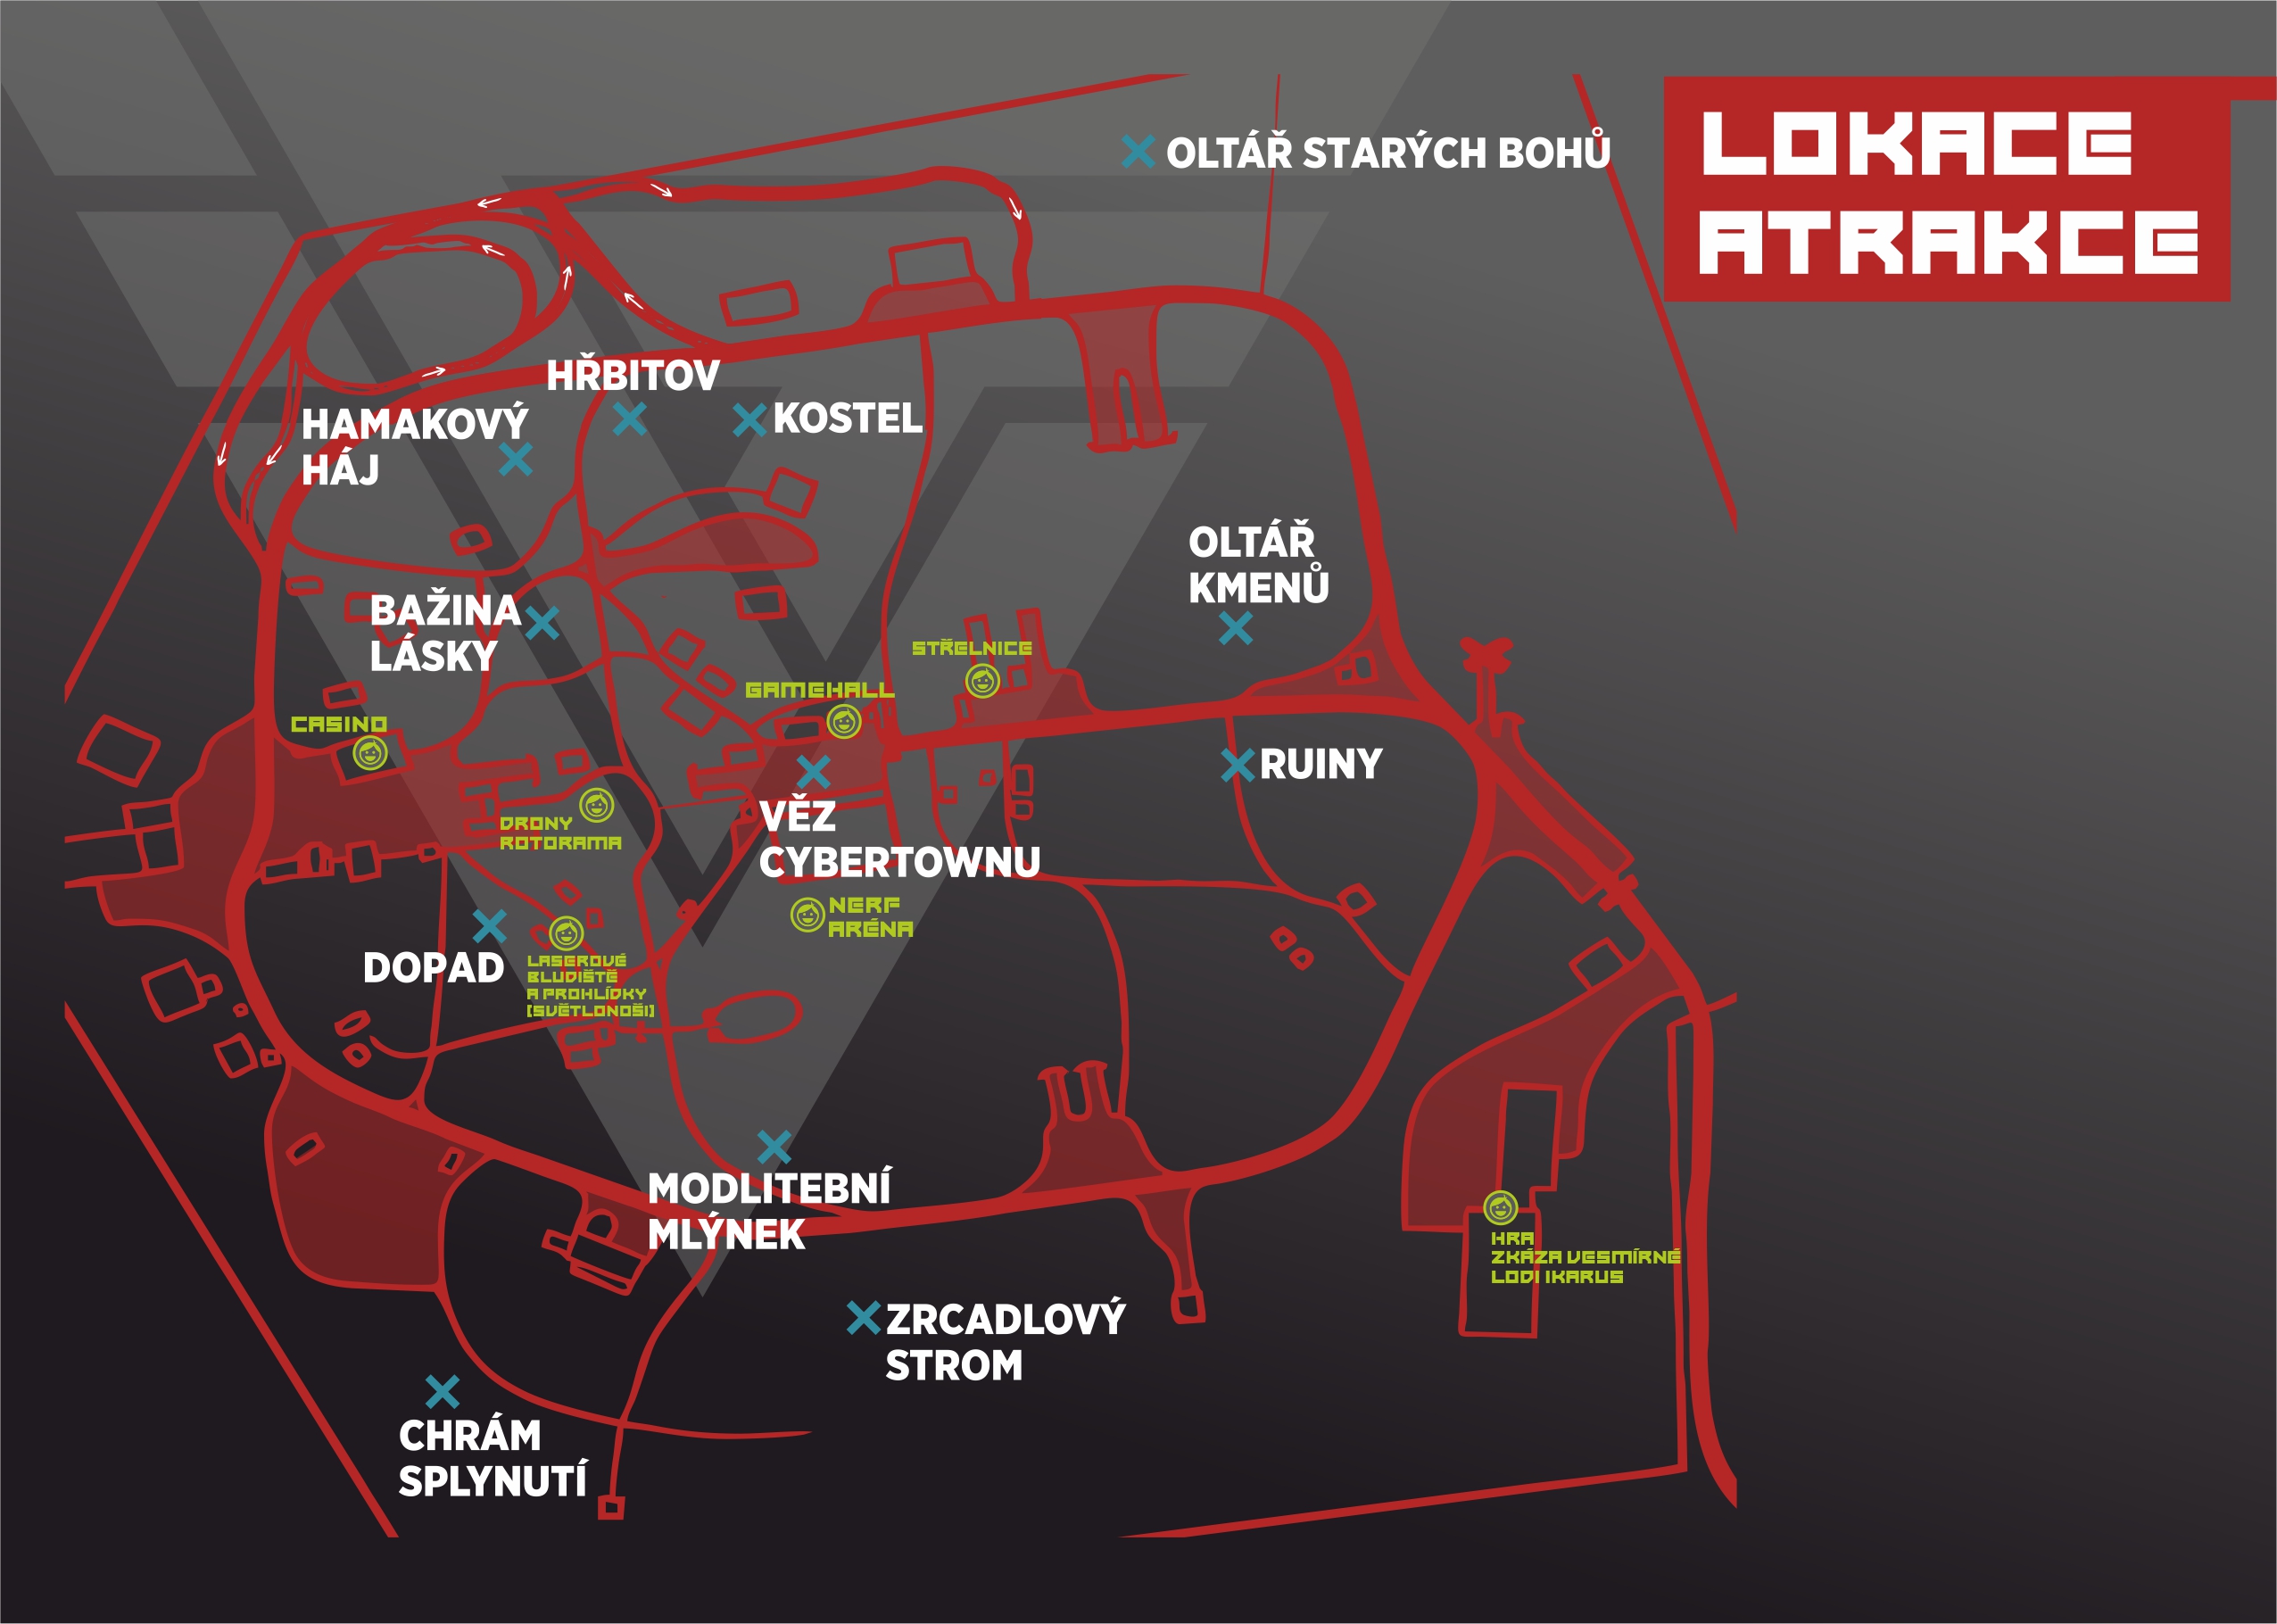 LOKACE
ATRAKCE
OLTÁŘ STARÝCH BOHŮ
HŘBITOV
KOSTEL
HAMAKOVÝ
HÁJ
OLTÁŘ
KMENŮ
BAŽINA
LÁSKY
STŘELNICE
GAMEHALL
CASINO
RUINY
VĚZ
CYBERTOWNU
DRONY
ROTORAMA
NERF
ARÉNA
DOPAD
LASEROVÉ
BLUDIŠTĚ
A PROHLÍDKY
(SVĚTLONOŠI)
MODLITEBNÍ
MLÝNEK
HRA
ZKÁZA VESMÍRNÉ
LODI IKARUS
ZRCADLOVÝ
STROM
CHRÁM
SPLYNUTÍ